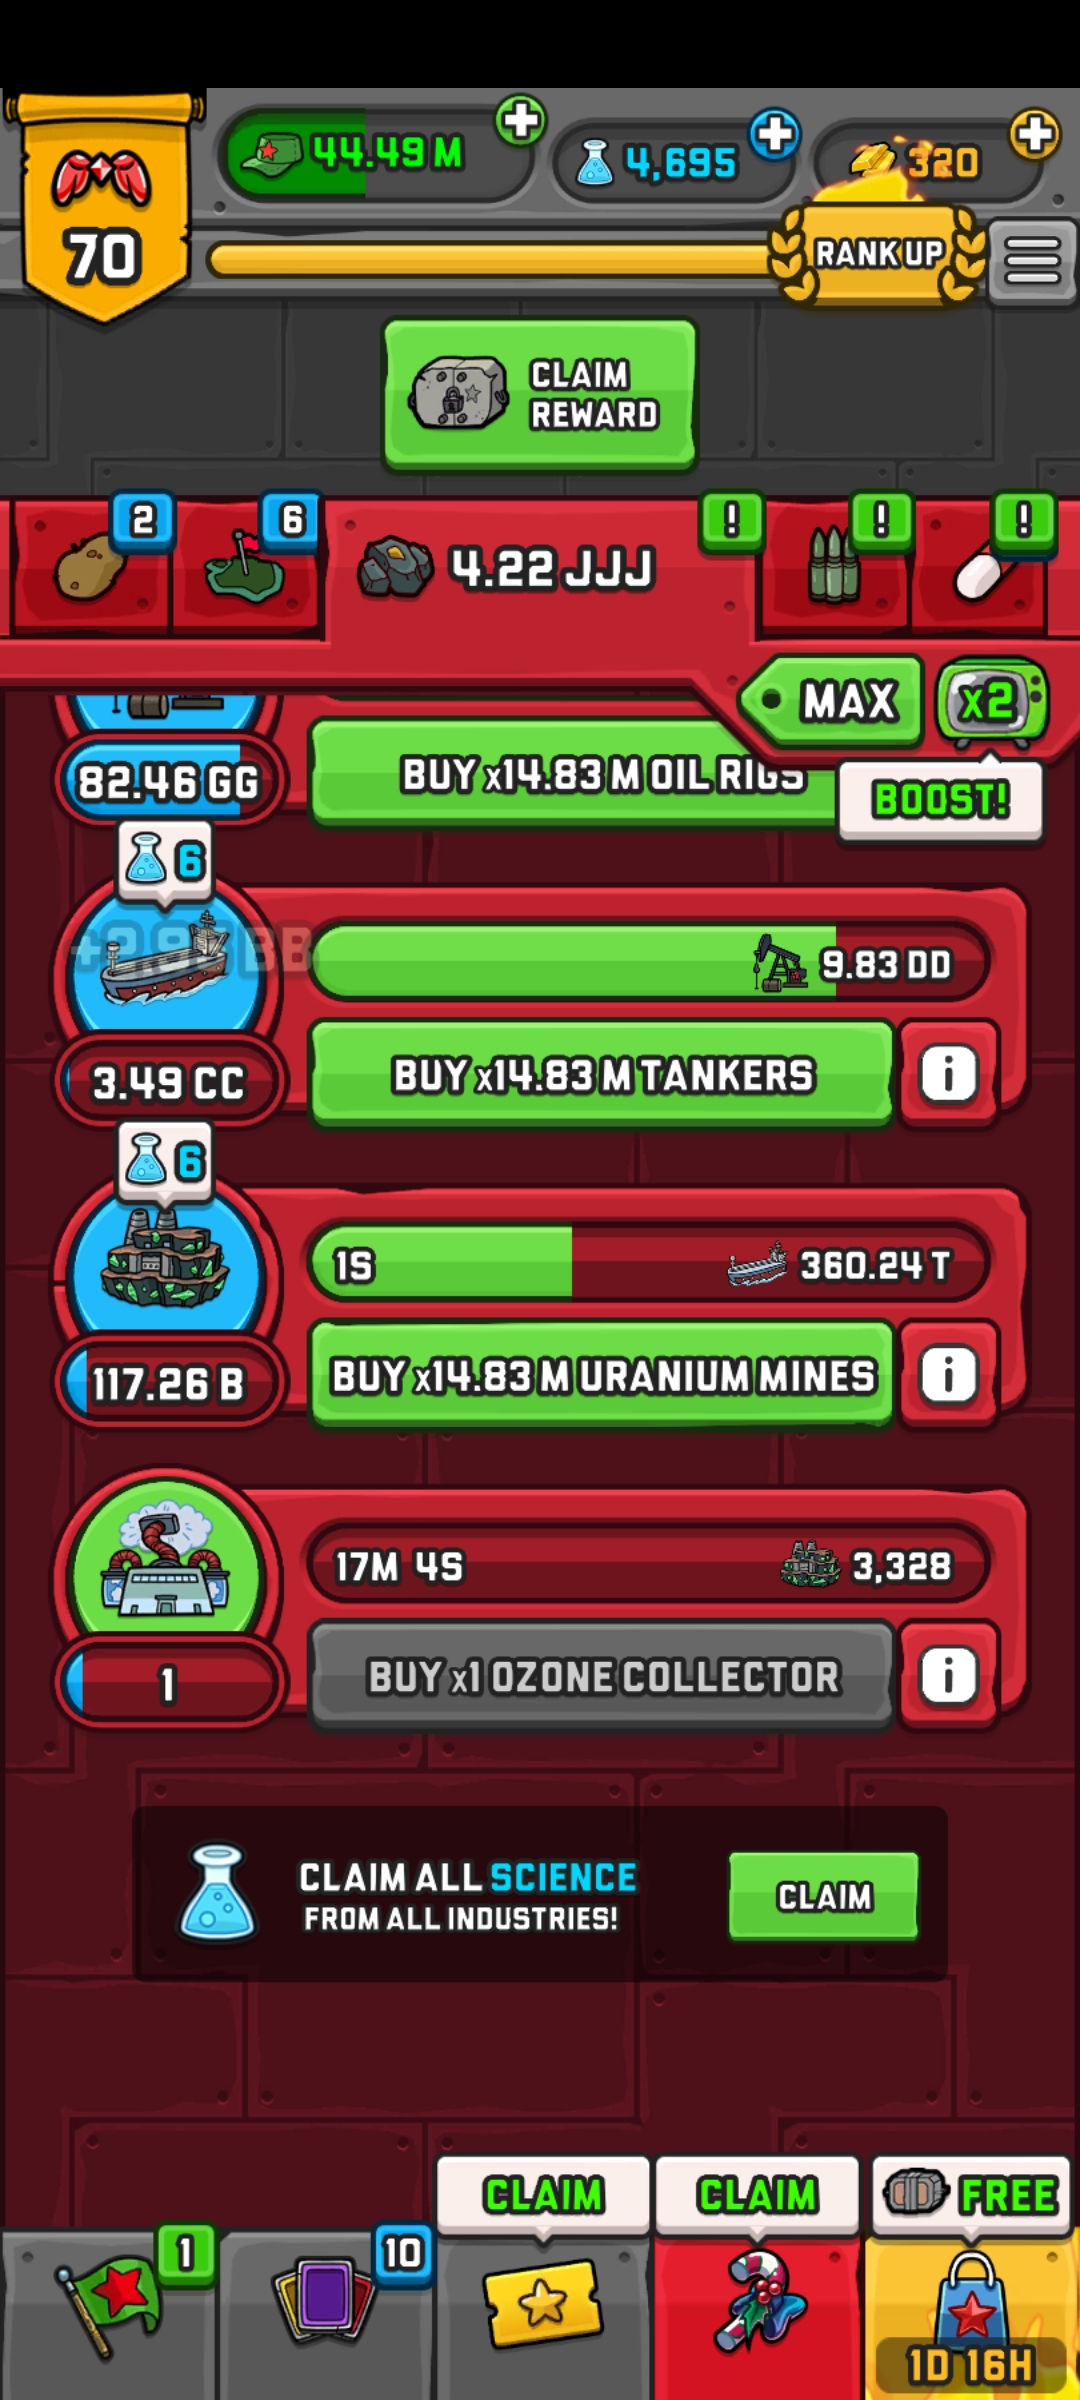 70
44.49 M
4,695
320
RANK UP
CLAIM
REWARD
2
6
4.22 JJJ
!
!
!
MAX
x2
BOOST!
82.46 GG
BUY x14.83 M OIL RIGS
6
9.83 DD
3.49 CC
BUY x14.83 M TANKERS
i
6
1S
360.24 T
117.26 B
BUY x14.83 M URANIUM MINES
i
17M 4S
3,328
1
BUY x1 OZONE COLLECTOR
i
CLAIM ALL SCIENCE
FROM ALL INDUSTRIES!
CLAIM
CLAIM
CLAIM
FREE
1
10
1D 16H